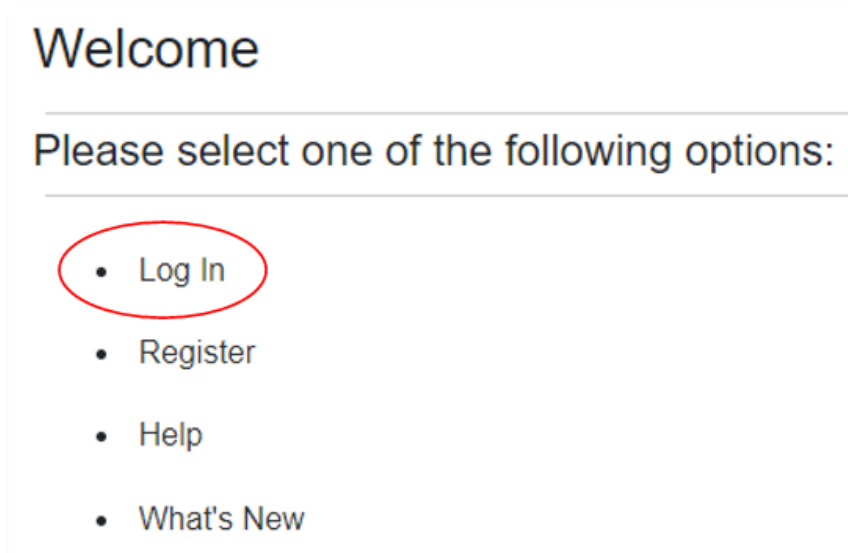 Welcome
Please select one of the following options:
• Log In
• Register
• Help
• What's New